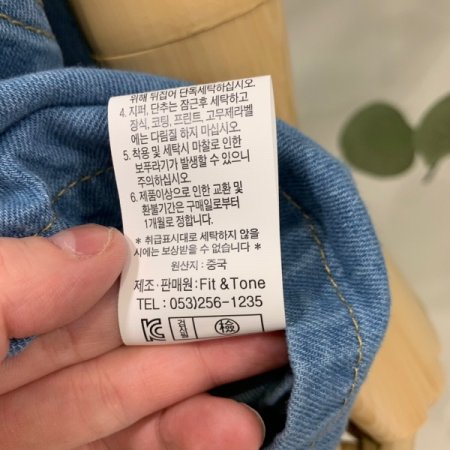 위해 뒤집어 단독세탁하십시오.
4. 지퍼, 단추는 잠근후 세탁하고
장식, 코팅, 프린트, 고무제라벨
에는 다림질 하지 마십시오.
5. 착용 및 세탁시 마찰로 인한
보푸라기가 발생할 수 있으니
주의하십시오.
6. 제품이상으로 인한 교환 및
환불기간은 구매일로부터
1개월로 정합니다.
* 취급표시대로 세탁하지 않을
시에는 보상받을 수 없습니다 *
원산지 : 중국
제조 · 판매원 : Fit & Tone
TEL : 053)256-1235
檢